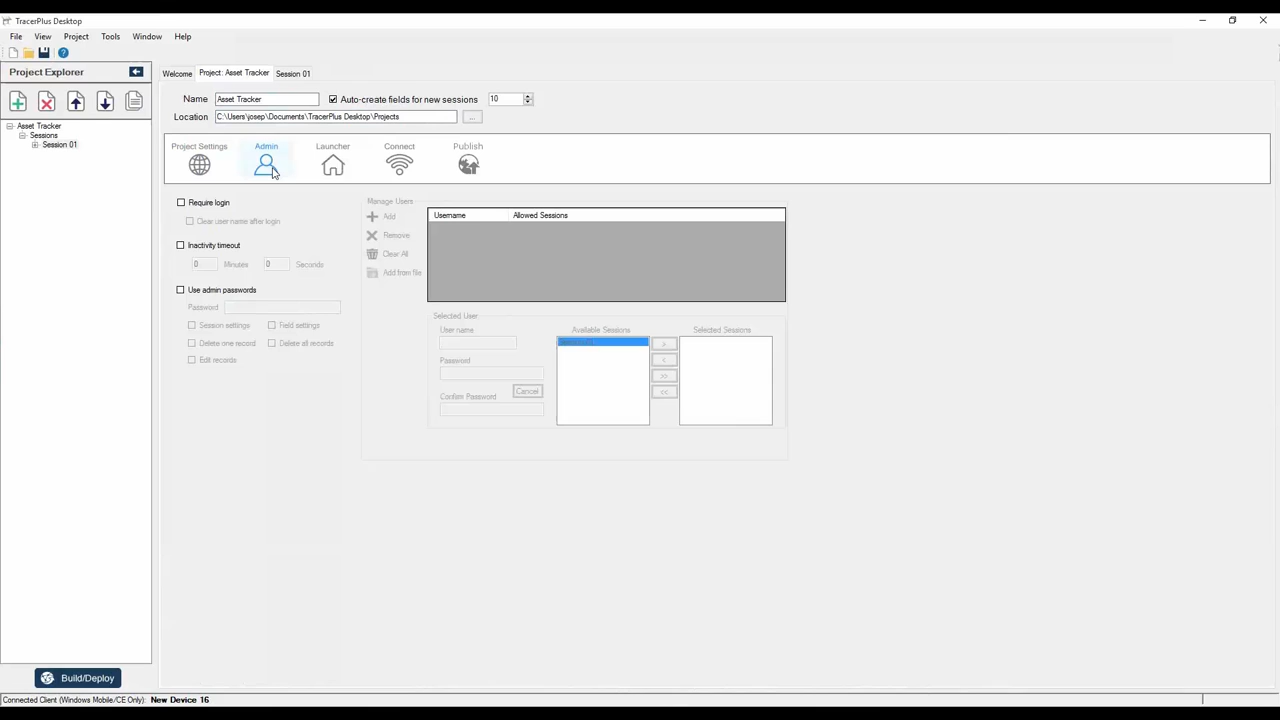 TracerPlus Desktop
File View Project Tools Window Help
Project Explorer
Welcome Project: Asset Tracker Session 01
Name Asset Tracker Auto-create fields for new sessions 10
Location C:\Users\josep\Documents\TracerPlus Desktop\Projects ...
Asset Tracker
Sessions
Session 01
Project Settings Admin Launcher Connect Publish
Require login
Clear user name after login
Inactivity timeout
0 Minutes 0 Seconds
Use admin passwords
Password
Session settings Field settings
Delete one record Delete all records
Edit records
Manage Users
Add
Remove
Clear All
Add from file
Username Allowed Sessions
Selected User
User name
Password
Cancel
Confirm Password
Available Sessions
>
<
>>
<<
Selected Sessions
Build/Deploy
Connected Client (Windows Mobile/CE Only): New Device 16